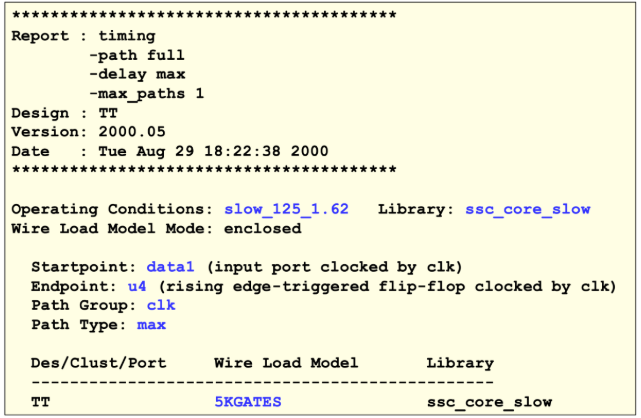 ****************************************
Report : timing
        -path full
        -delay max
        -max_paths 1
Design : TT
Version: 2000.05
Date   : Tue Aug 29 18:22:38 2000
****************************************
Operating Conditions: slow_125_1.62   Library: ssc_core_slow
Wire Load Model Mode: enclosed
  Startpoint: data1 (input port clocked by clk)
  Endpoint: u4 (rising edge-triggered flip-flop clocked by clk)
  Path Group: clk
  Path Type: max
  Des/Clust/Port     Wire Load Model       Library
  ------------------------------------------------
  TT                 5KGATES               ssc_core_slow